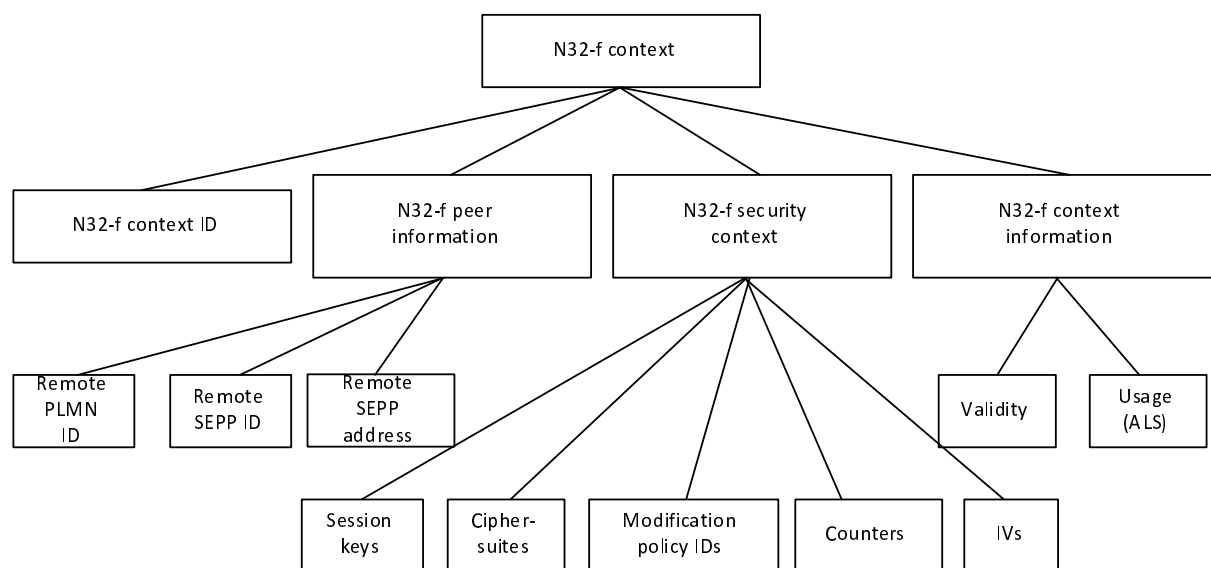 N32-f context
N32-f context ID
N32-f peer
information
N32-f security
context
N32-f context
information
Remote
PLMN
ID
Remote
SEPP ID
Remote
SEPP
address
Validity
Usage
(ALS)
Session
keys
Cipher-
suites
Modification
policy IDs
Counters
IVs